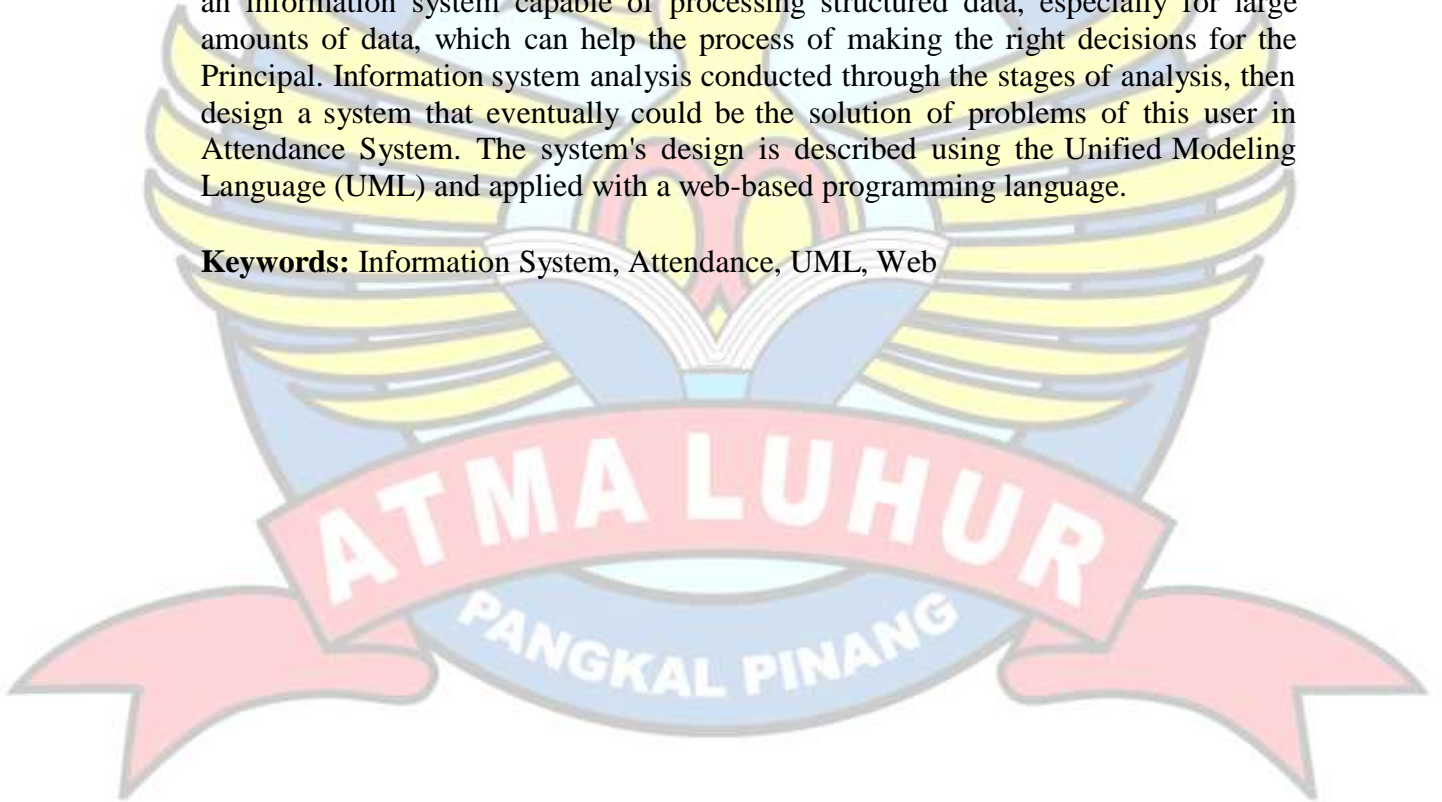 an information system capable of processing structured data, especially for large
amounts of data, which can help the process of making the right decisions for the
Principal. Information system analysis conducted through the stages of analysis, then
design a system that eventually could be the solution of problems of this user in
Attendance System. The system's design is described using the Unified Modeling
Language (UML) and applied with a web-based programming language.
Keywords: Information System, Attendance, UML, Web
ATMA LUHUR
PANGKAL PINANG